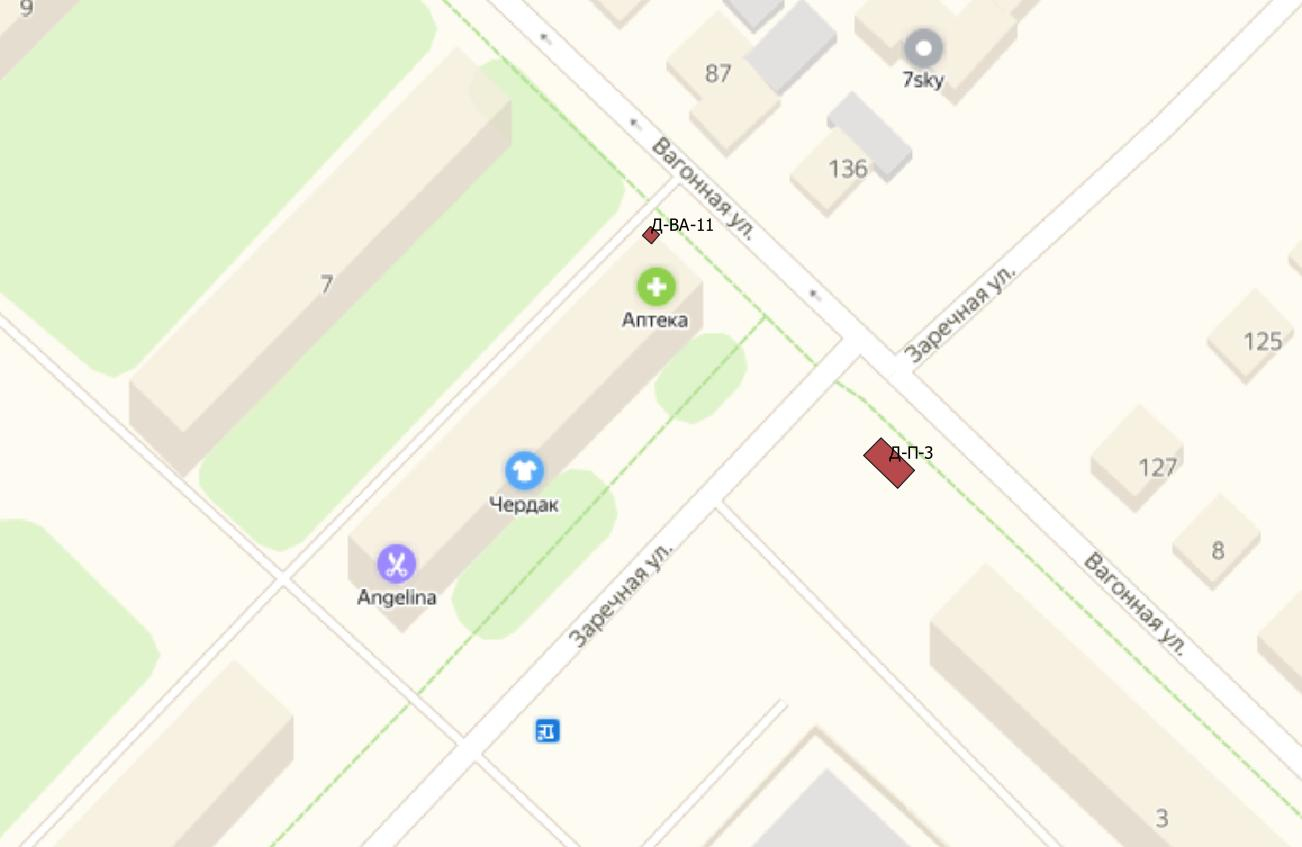 9
87
7sky
Вагонная ул.
136
Д-ВА-11
7
Аптека
Заречная ул.
125
Д-П-3
127
Чердак
8
Angelina
Заречная ул.
Вагонная ул.
3